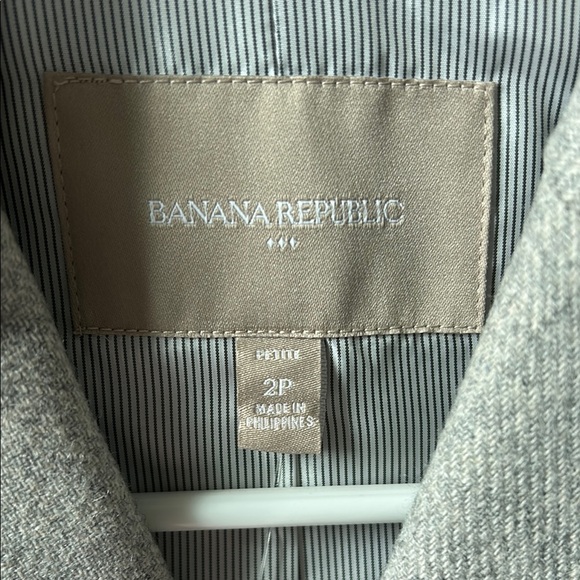 BANANA REPUBLIC
PETITE
2P
MADE IN
PHILIPPINES